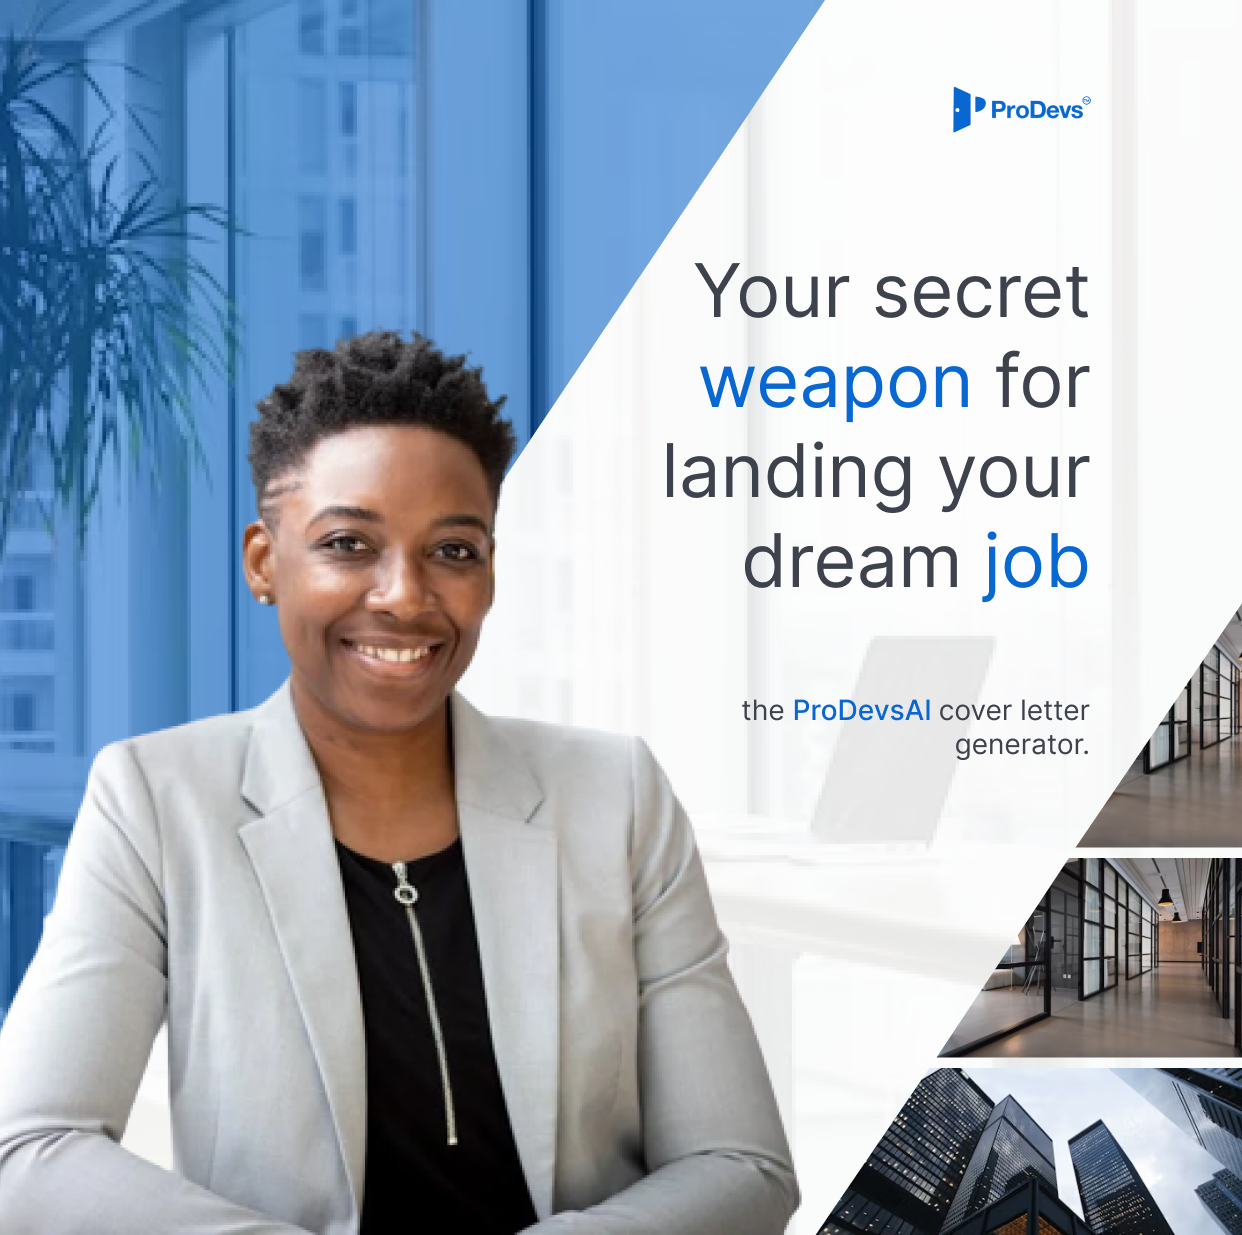 ProDevs
Your secret
weapon for
landing your
dream job
the ProDevsAI cover letter
generator.